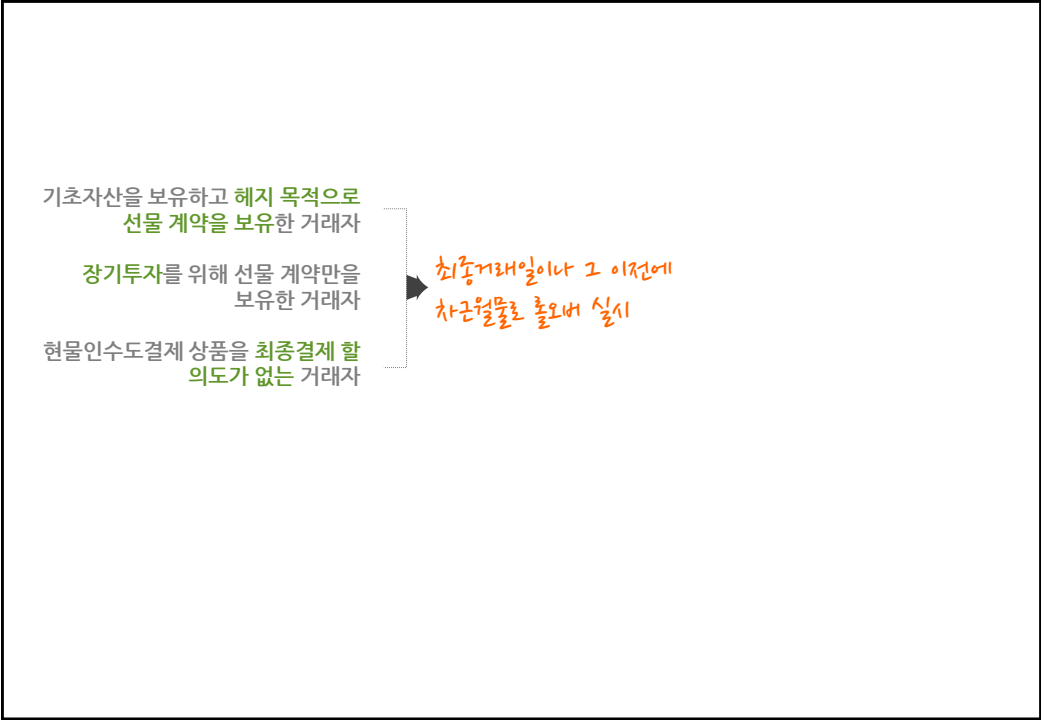 기초자산을 보유하고 헤지 목적으로
선물 계약을 보유한 거래자
장기투자를 위해 선물 계약만을
보유한 거래자
현물인수도결제 상품을 최종결제 할
의도가 없는 거래자
최종거래일이나 그 이전에
차근월물로 롤오버 실시